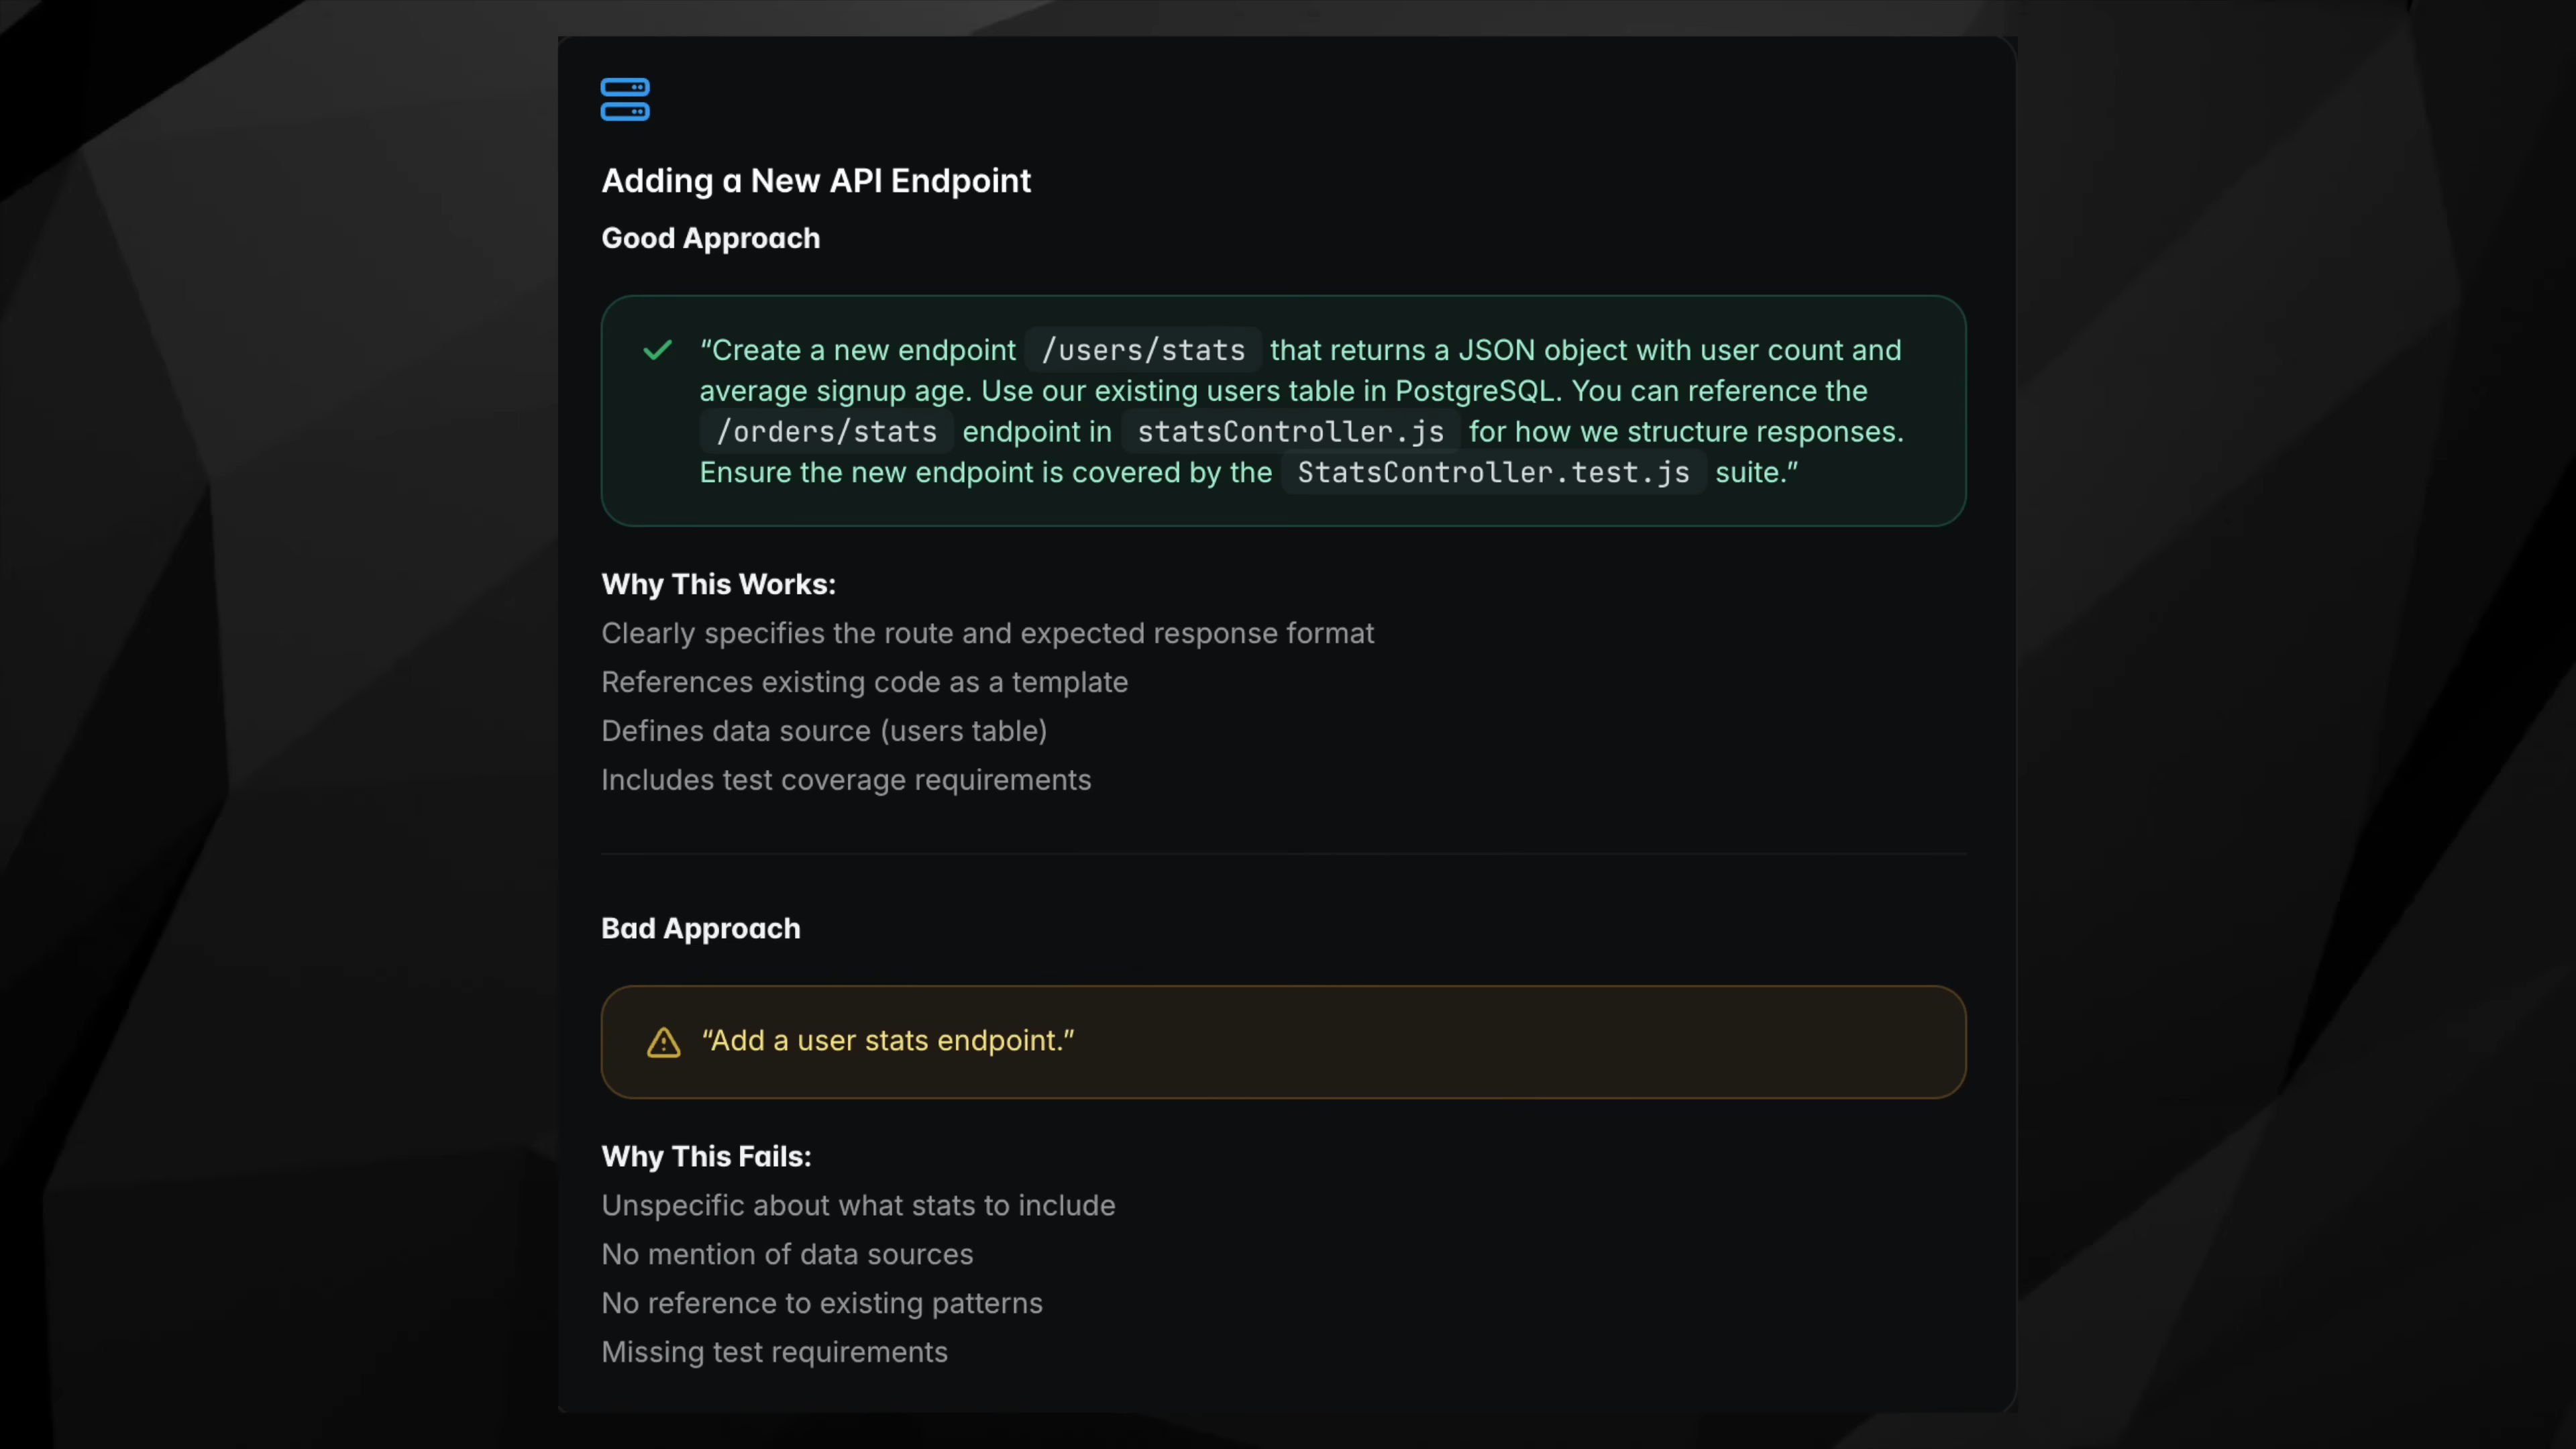 Adding a New API Endpoint
Good Approach
“Create a new endpoint /users/stats that returns a JSON object with user count and
average signup age. Use our existing users table in PostgreSQL. You can reference the
/orders/stats endpoint in statsController.js for how we structure responses.
Ensure the new endpoint is covered by the StatsController.test.js suite.”
Why This Works:
Clearly specifies the route and expected response format
References existing code as a template
Defines data source (users table)
Includes test coverage requirements
Bad Approach
“Add a user stats endpoint.”
Why This Fails:
Unspecific about what stats to include
No mention of data sources
No reference to existing patterns
Missing test requirements